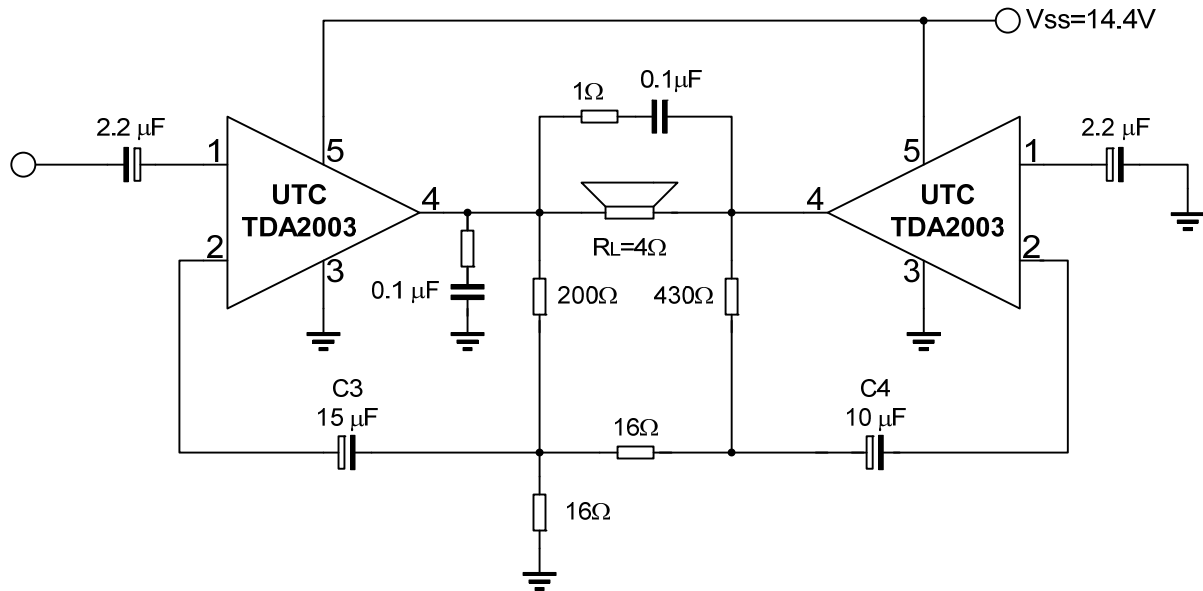 Vss=14.4V
0.1µF
1Ω
2.2 µF
2.2 µF
1
5
5
1
UTC
TDA2003
4
4
UTC
TDA2003
2
3
RL=4Ω
3
2
0.1 µF
200Ω
430Ω
C3
15 µF
C4
10 µF
16Ω
16Ω